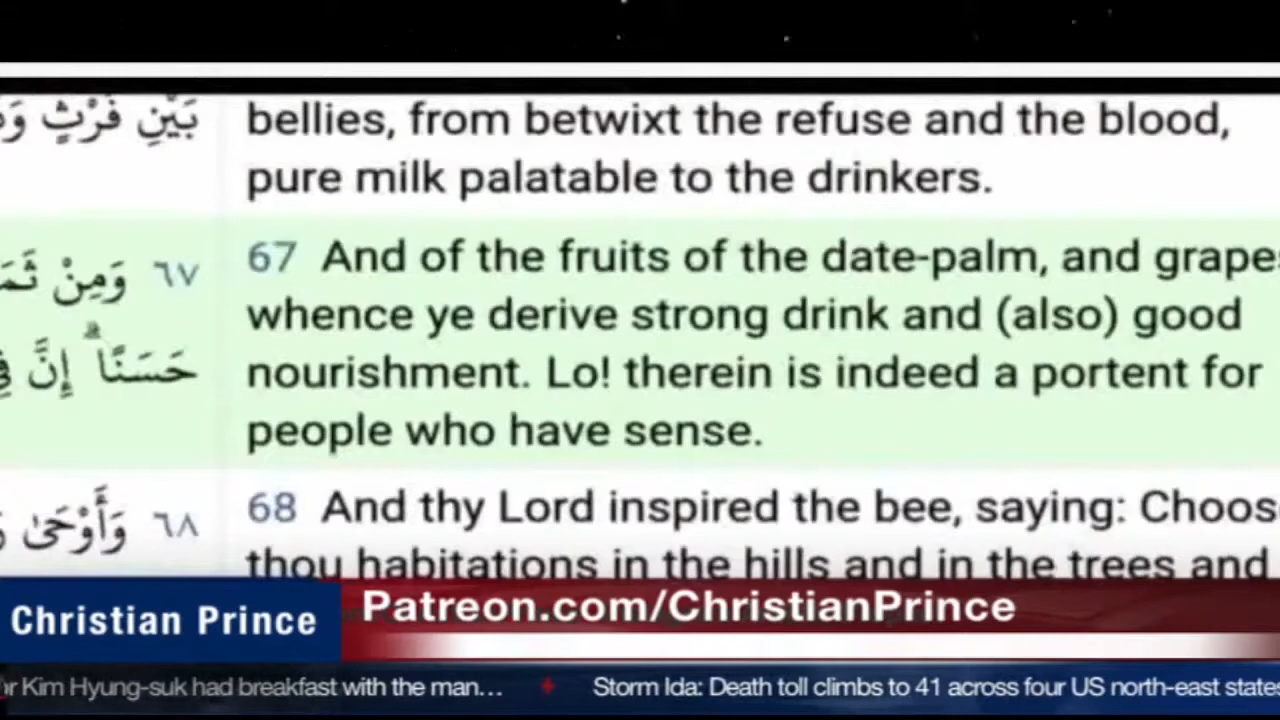 بَيْنِ فَرْثٍ
bellies, from betwixt the refuse and the blood,
pure milk palatable to the drinkers.
٦٧ وَمِنْ
67 And of the fruits of the date-palm, and grapes
whence ye derive strong drink and (also) good
حَسَنًا ۗ إِنَّ
nourishment. Lo! therein is indeed a portent for
people who have sense.
٦٨ وَأَوْحَىٰ
68 And thy Lord inspired the bee, saying: Choose
thou habitations in the hills and in the trees and
Christian Prince
Patreon.com/ChristianPrince
or Kim Hyung-suk had breakfast with the man...
Storm Ida: Death toll climbs to 41 across four US north-east states